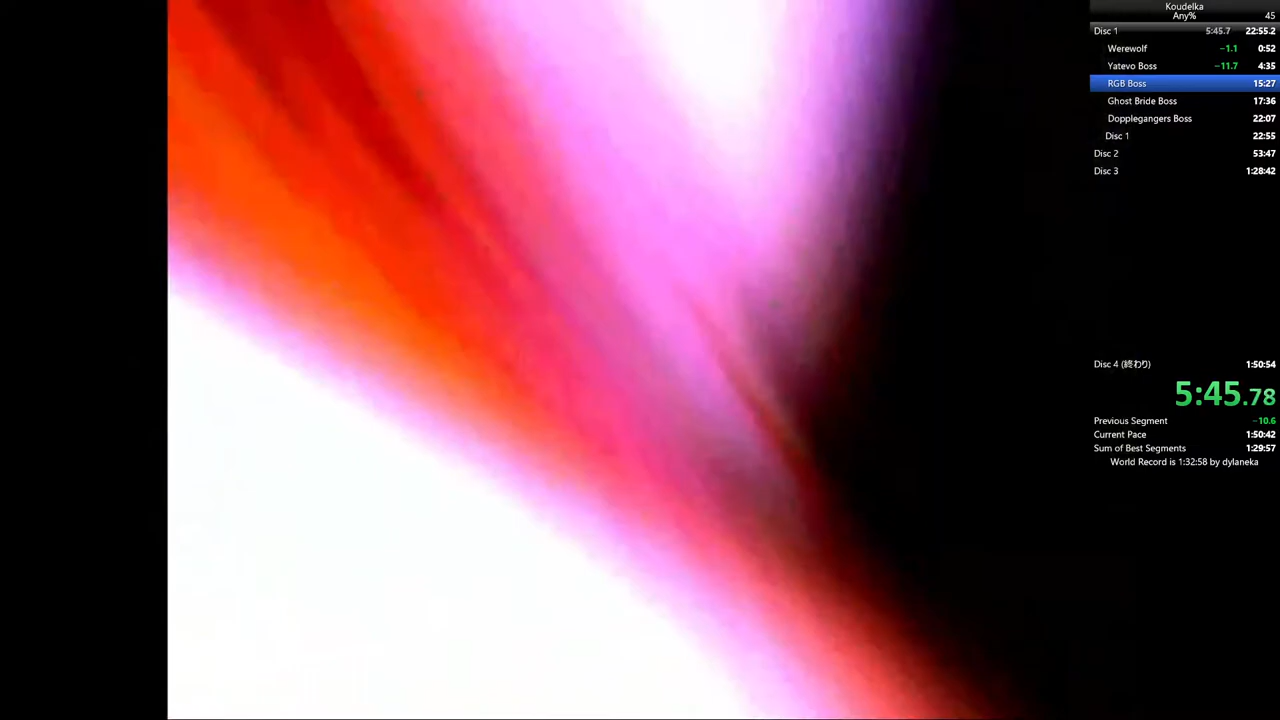 Koudelka
Any% 45
Disc 1 5:45.7 22:55.2
Werewolf −1.1 0:52
Yatevo Boss −11.7 4:35
RGB Boss 15:27
Ghost Bride Boss 17:36
Dopplegangers Boss 22:07
Disc 1 22:55
Disc 2 53:47
Disc 3 1:28:42
Disc 4 (終わり) 1:50:54
5:45.78
Previous Segment −10.6
Current Pace 1:50:42
Sum of Best Segments 1:29:57
World Record is 1:32:58 by dylaneka